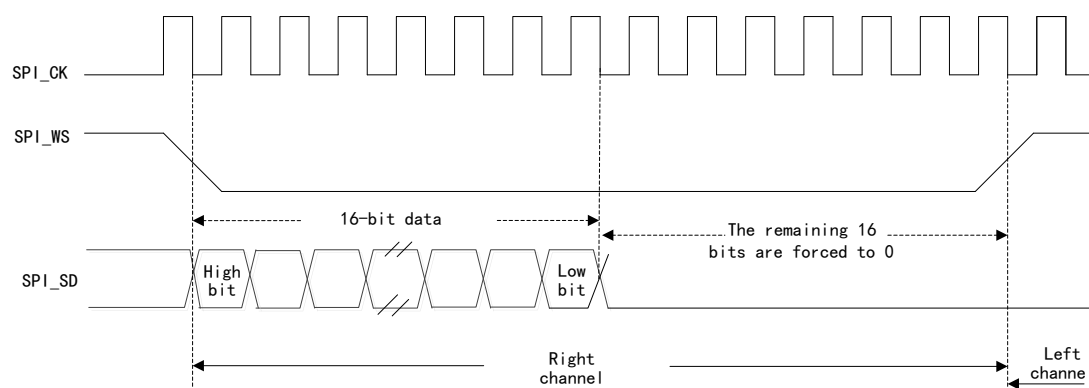 SPI_CK
SPI_WS
16-bit data
The remaining 16
bits are forced to 0
SPI_SD
High
bit
Low
bit
Right
channel
Left
channe